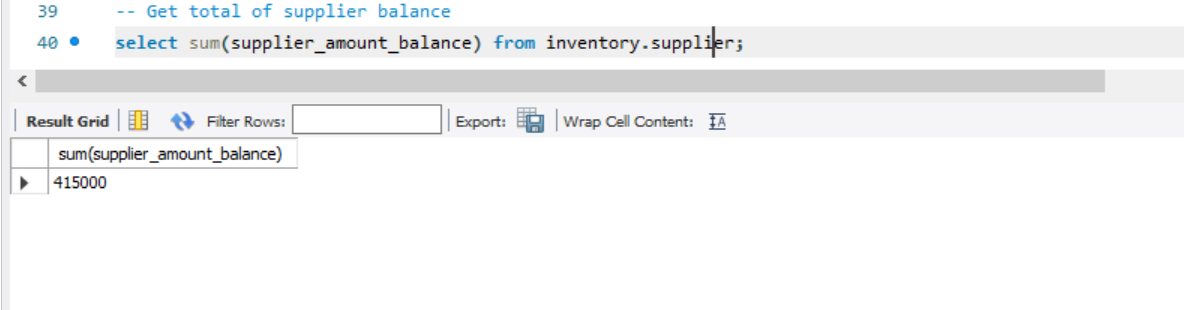 39 -- Get total of supplier balance
40 select sum(supplier_amount_balance) from inventory.supplier;
Result Grid Filter Rows: Export: Wrap Cell Content: IA
sum(supplier_amount_balance)
415000